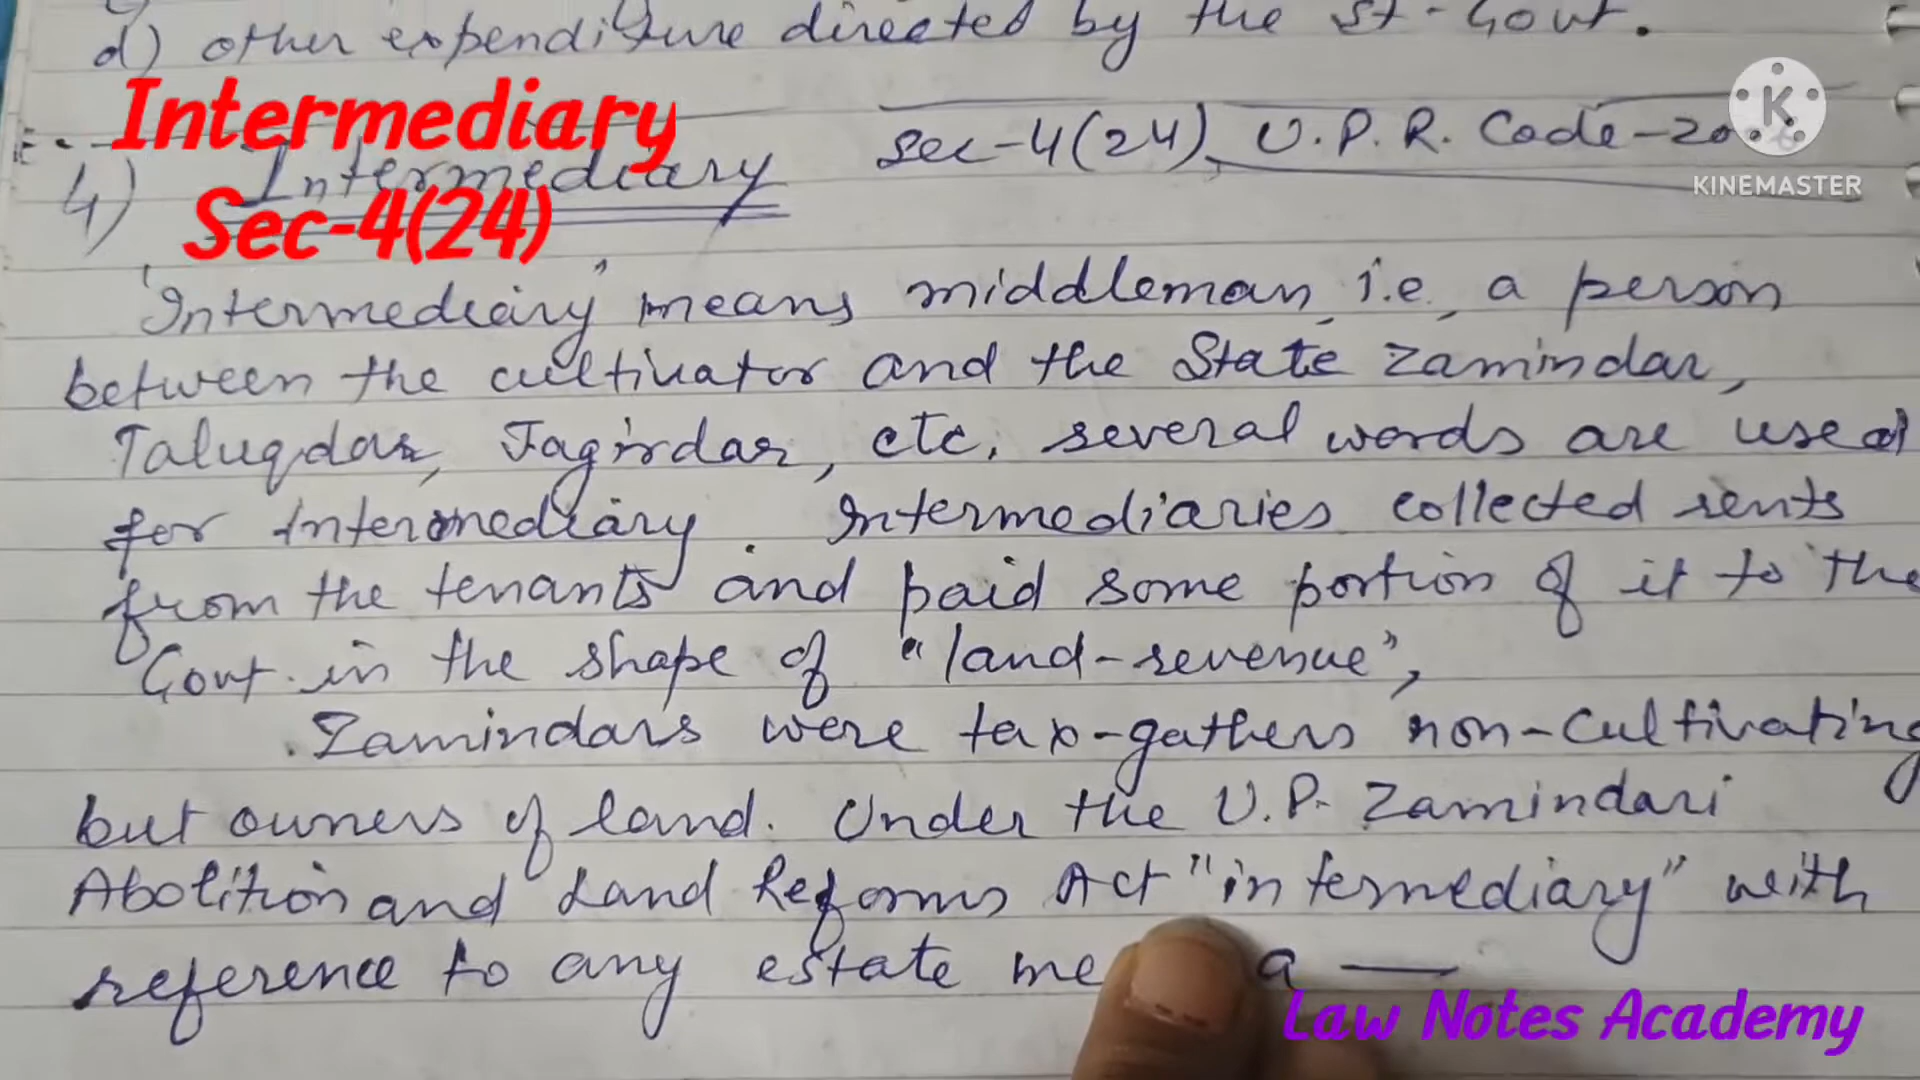 d) other expenditure directed by the st-Govt.
Intermediary
Sec-4(24)
4) Intermediary sec-4(24), U.P.R. Code-20
K
KINEMASTER
'Intermediary' means middleman, i.e., a person
between the cultivator and the State Zamindar,
Taluqdar, Jagirdar, etc. several words are used
for intermediary. Intermediaries collected rents
from the tenants and paid some portion of it to the
Govt. in the shape of "land-revenue",
Zamindars were tax-gathers non-cultivating
but owners of land. Under the U.P. Zamindari
Abolition and Land Reforms Act "intermediary" with
reference to any estate me a —
Law Notes Academy